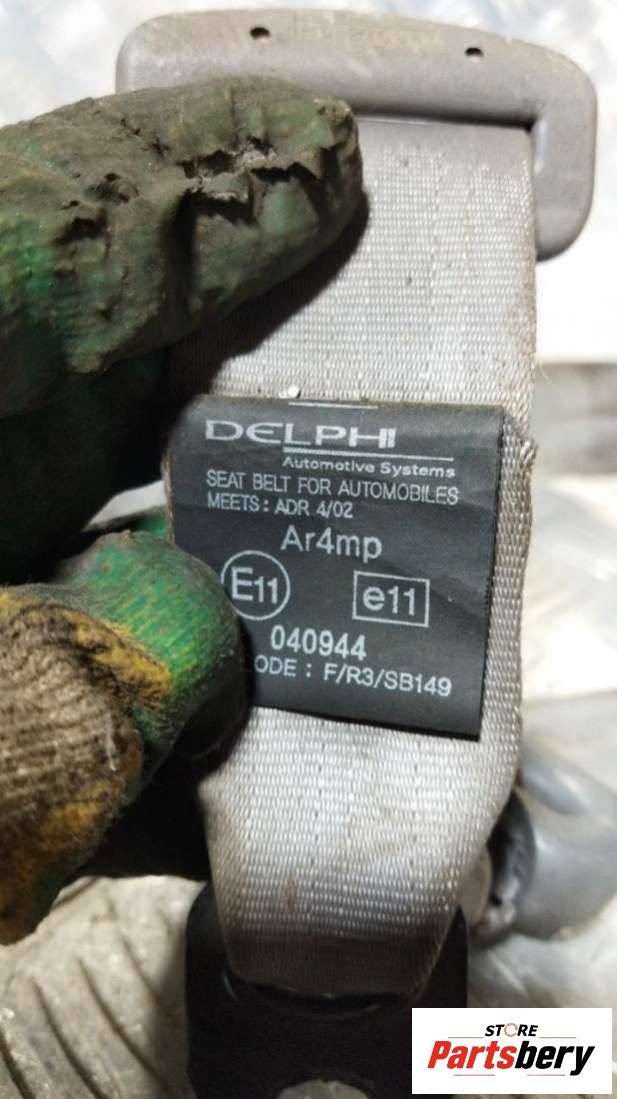 DELPHI
Automotive Systems
SEAT BELT FOR AUTOMOBILES
MEETS: ADR 4/02
Ar4mp
E11 e11
040944
ODE : F/R3/SB149
STORE
Partsbery